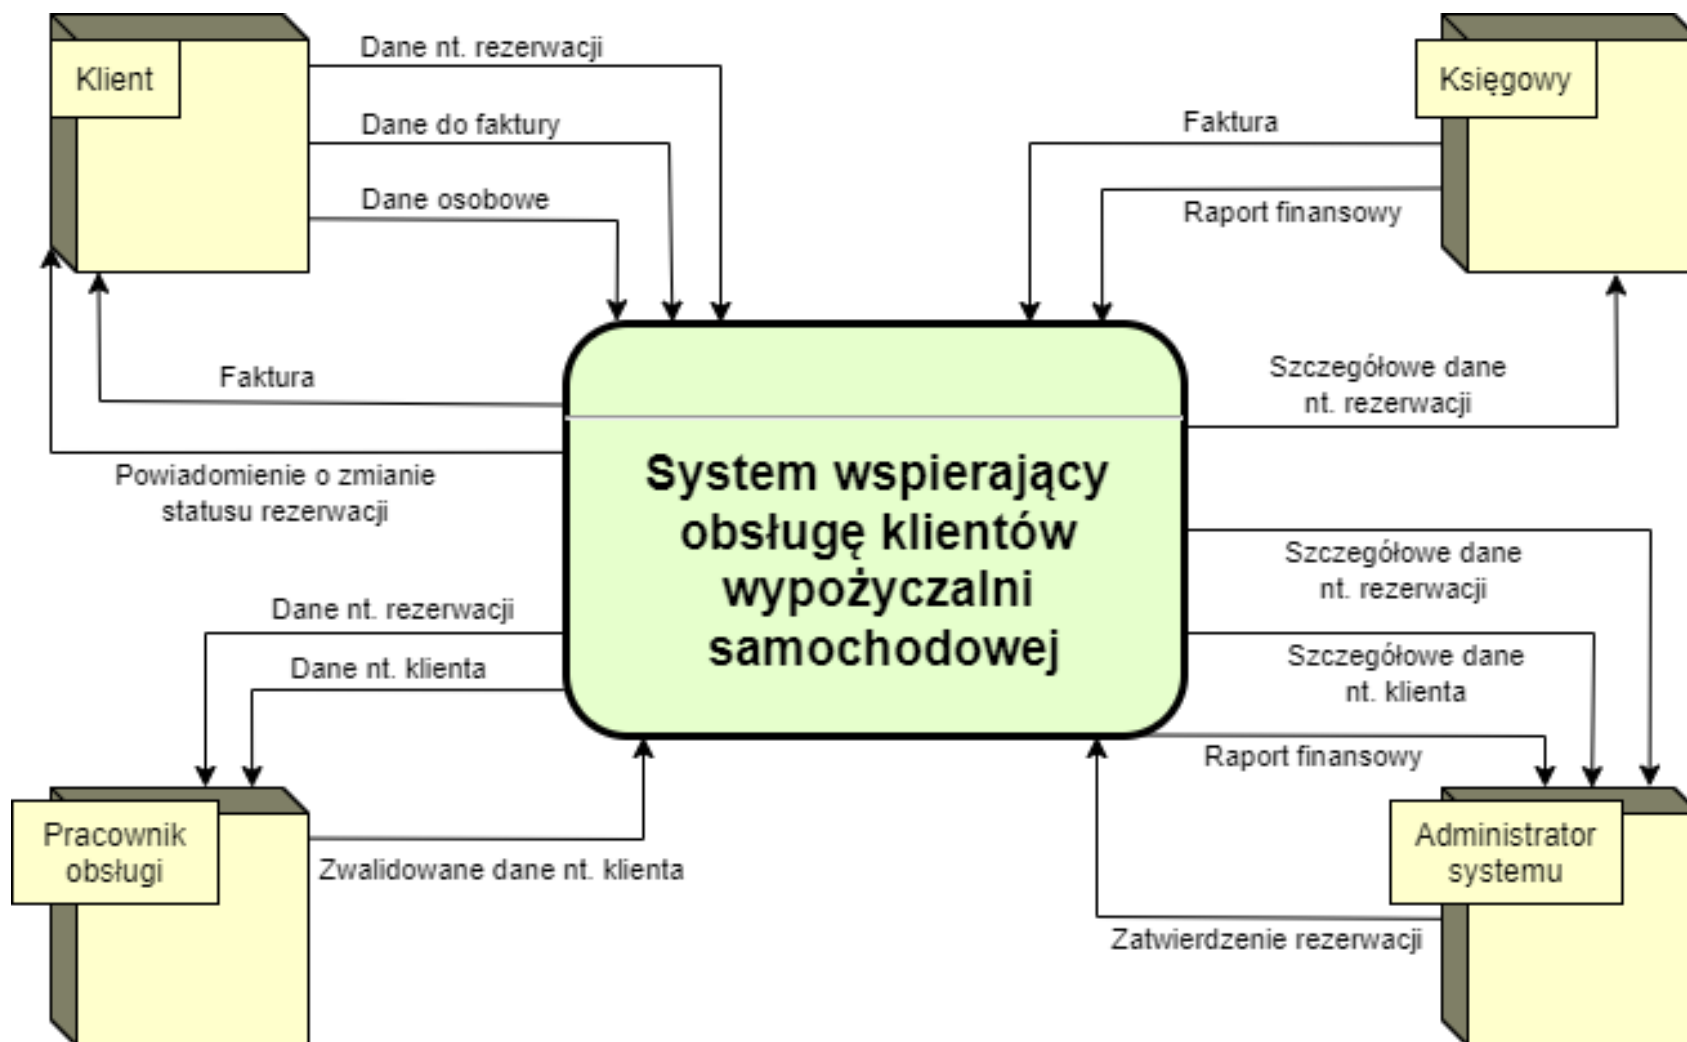 Klient
Dane nt. rezerwacji
Dane do faktury
Dane osobowe
Księgowy
Faktura
Raport finansowy
Faktura
Powiadomienie o zmianie
statusu rezerwacji
Szczegółowe dane
nt. rezerwacji
System wspierający
obsługę klientów
wypożyczalni
samochodowej
Dane nt. rezerwacji
Dane nt. klienta
Szczegółowe dane
nt. rezerwacji
Szczegółowe dane
nt. klienta
Raport finansowy
Pracownik
obsługi
Zwalidowane dane nt. klienta
Administrator
systemu
Zatwierdzenie rezerwacji